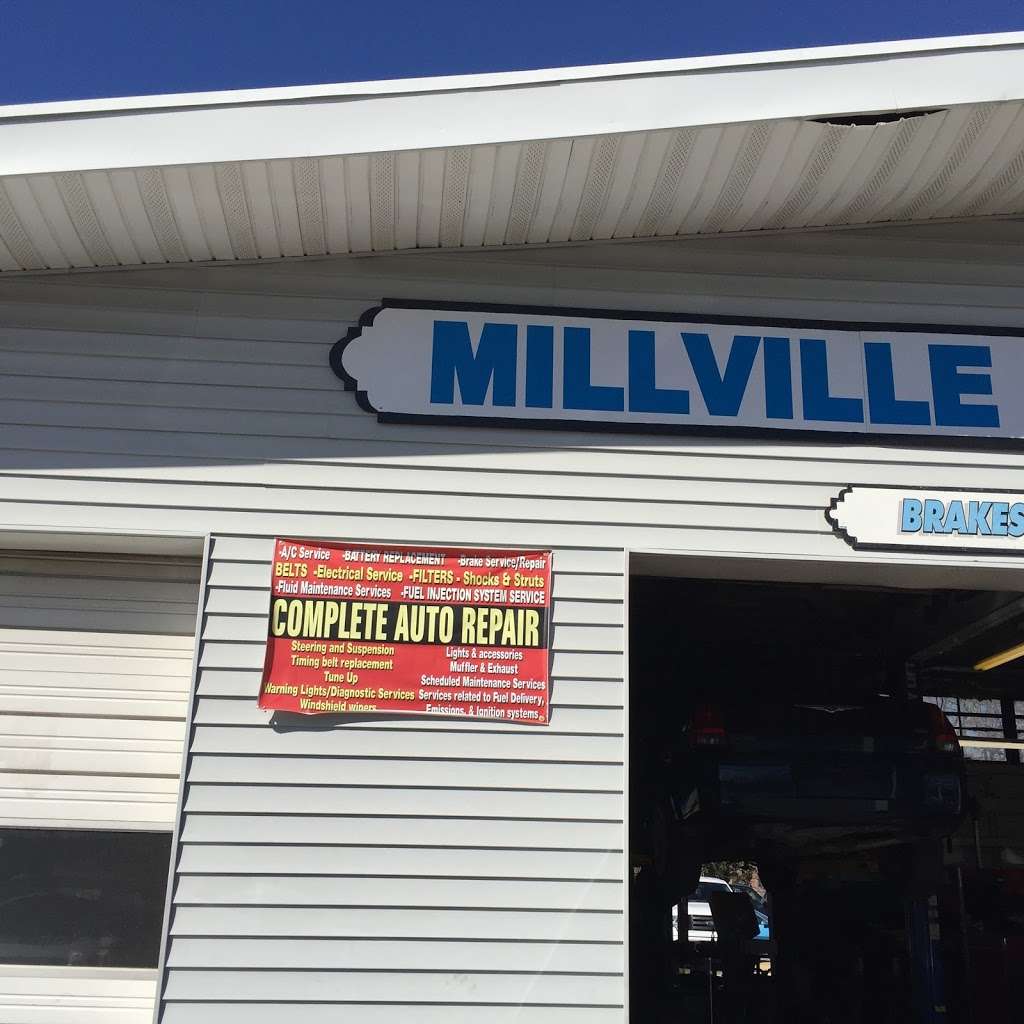 MILLVILLE
BRAKES
-A/C Service -BATTERY REPLACEMENT -Brake Service/Repair
BELTS -Electrical Service -FILTERS - Shocks & Struts
-Fluid Maintenance Services -FUEL INJECTION SYSTEM SERVICE
COMPLETE AUTO REPAIR
Steering and Suspension
Timing belt replacement
Tune Up
Warning Lights/Diagnostic Services
Windshield wipers
Lights & accessories
Muffler & Exhaust
Scheduled Maintenance Services
Services related to Fuel Delivery,
Emissions, & Ignition systems